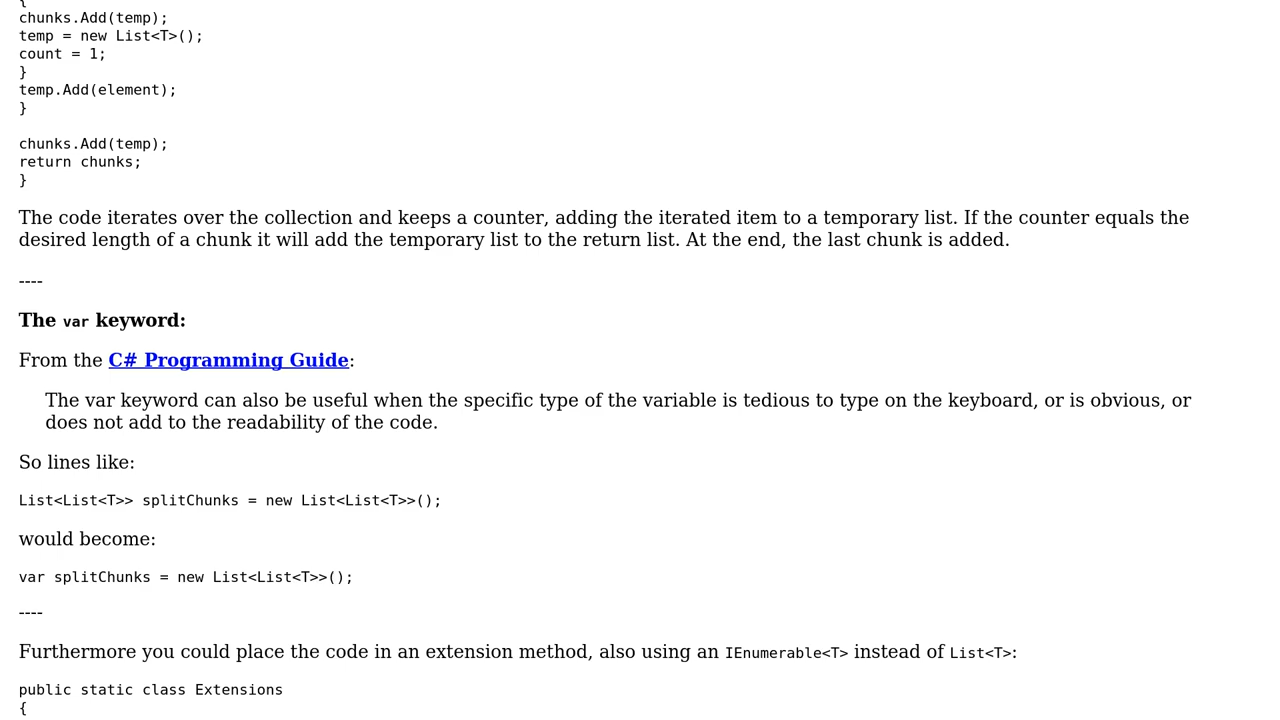 {
chunks.Add(temp);
temp = new List<T>();
count = 1;
}
temp.Add(element);
}
chunks.Add(temp);
return chunks;
}
The code iterates over the collection and keeps a counter, adding the iterated item to a temporary list. If the counter equals the
desired length of a chunk it will add the temporary list to the return list. At the end, the last chunk is added.
----
The var keyword:
From the C# Programming Guide:
The var keyword can also be useful when the specific type of the variable is tedious to type on the keyboard, or is obvious, or
does not add to the readability of the code.
So lines like:
List<List<T>> splitChunks = new List<List<T>>();
would become:
var splitChunks = new List<List<T>>();
----
Furthermore you could place the code in an extension method, also using an IEnumerable<T> instead of List<T>:
public static class Extensions
{